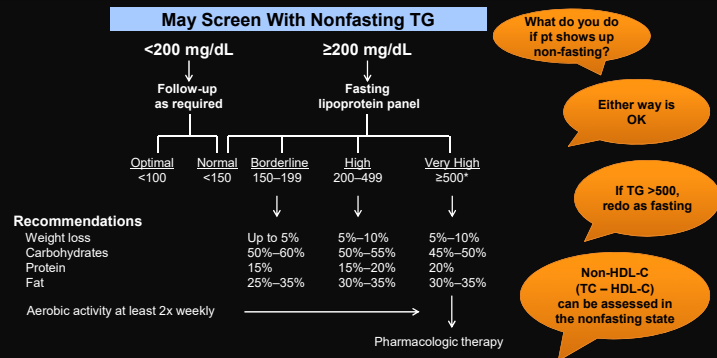 May Screen With Nonfasting TG
<200 mg/dL ≥200 mg/dL
Follow-up
as required
Fasting
lipoprotein panel
Optimal Normal Borderline High Very High
<100 <150 150–199 200–499 ≥500*
Recommendations
Weight loss Up to 5% 5%–10% 5%–10%
Carbohydrates 50%–60% 50%–55% 45%–50%
Protein 15% 15%–20% 20%
Fat 25%–35% 30%–35% 30%–35%
Aerobic activity at least 2x weekly
Pharmacologic therapy
What do you do
if pt shows up
non-fasting?
Either way is
OK
If TG >500,
redo as fasting
Non-HDL-C
(TC – HDL-C)
can be assessed in
the nonfasting state